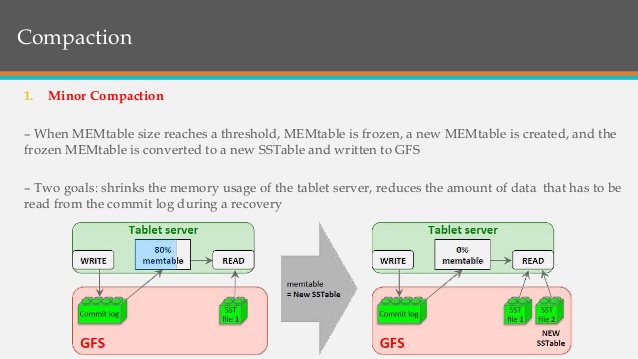 Compaction
1. Minor Compaction
– When MEMtable size reaches a threshold, MEMtable is frozen, a new MEMtable is created, and the
frozen MEMtable is converted to a new SSTable and written to GFS
– Two goals: shrinks the memory usage of the tablet server, reduces the amount of data that has to be
read from the commit log during a recovery
Tablet server
WRITE
80%
memtable
READ
Commit log
SST
file 1
GFS
memtable
= New SSTable
Tablet server
WRITE
0%
memtable
READ
Commit log
SST
file 1
SST
file 2
NEW
SSTable
GFS